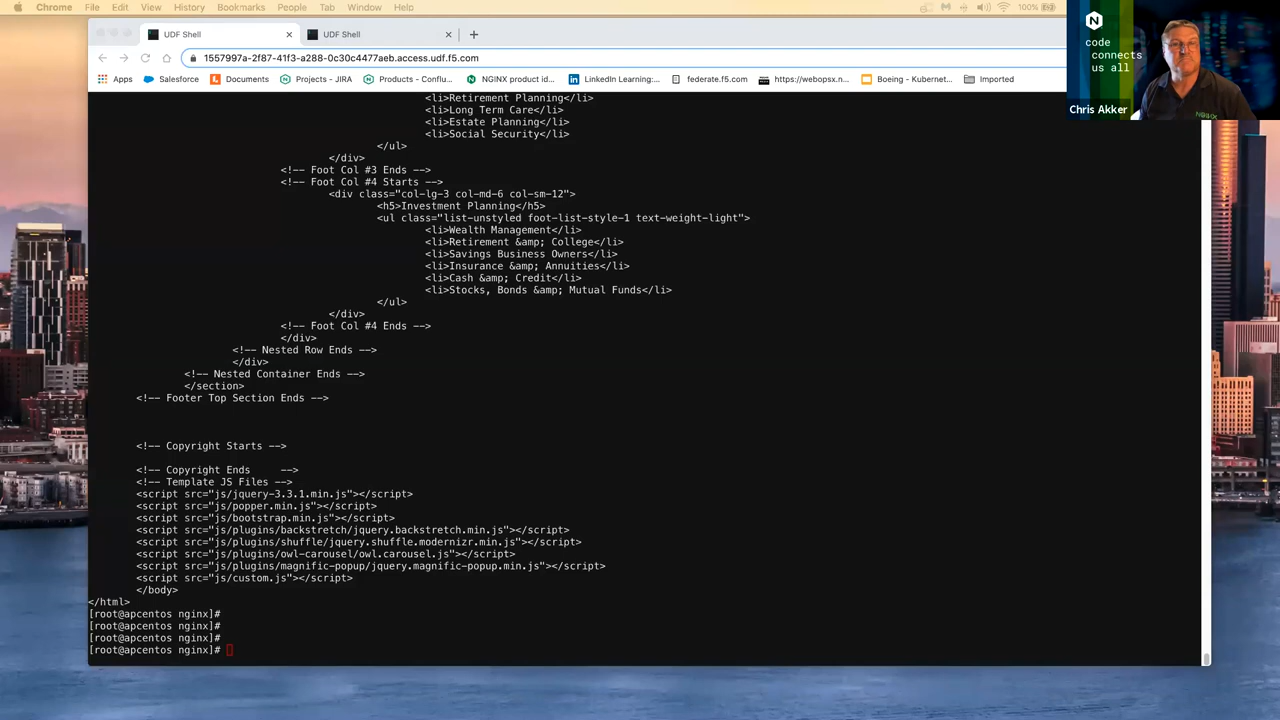 Chrome File Edit View History Bookmarks People Tab Window Help 100%
UDF Shell UDF Shell
1557997a-2f87-41f3-a288-0c30c4477aeb.access.udf.f5.com
Apps Salesforce Documents Projects - JIRA Products - Conflu... NGINX product id... LinkedIn Learning:... federate.f5.com https://webopsx.n... Boeing - Kubernet... Imported
code
connects
us all
Chris Akker
<li>Retirement Planning</li>
<li>Long Term Care</li>
<li>Estate Planning</li>
<li>Social Security</li>
</ul>
</div>
<!-- Foot Col #3 Ends -->
<!-- Foot Col #4 Starts -->
<div class="col-lg-3 col-md-6 col-sm-12">
<h5>Investment Planning</h5>
<ul class="list-unstyled foot-list-style-1 text-weight-light">
<li>Wealth Management</li>
<li>Retirement &amp; College</li>
<li>Savings Business Owners</li>
<li>Insurance &amp; Annuities</li>
<li>Cash &amp; Credit</li>
<li>Stocks, Bonds &amp; Mutual Funds</li>
</ul>
</div>
<!-- Foot Col #4 Ends -->
</div>
<!-- Nested Row Ends -->
</div>
<!-- Nested Container Ends -->
</section>
<!-- Footer Top Section Ends -->
<!-- Copyright Starts -->
<!-- Copyright Ends -->
<!-- Template JS Files -->
<script src="js/jquery-3.3.1.min.js"></script>
<script src="js/popper.min.js"></script>
<script src="js/bootstrap.min.js"></script>
<script src="js/plugins/backstretch/jquery.backstretch.min.js"></script>
<script src="js/plugins/shuffle/jquery.shuffle.modernizr.min.js"></script>
<script src="js/plugins/owl-carousel/owl.carousel.js"></script>
<script src="js/plugins/magnific-popup/jquery.magnific-popup.min.js"></script>
<script src="js/custom.js"></script>
</body>
</html>
[root@apcentos nginx]#
[root@apcentos nginx]#
[root@apcentos nginx]#
[root@apcentos nginx]#